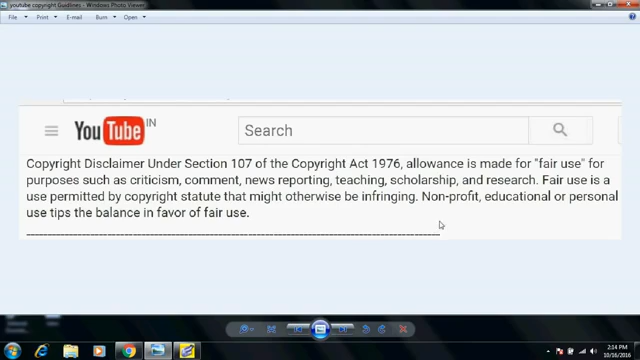 youtube copyright Guidlines - Windows Photo Viewer
File Print E-mail Burn Open
YouTube IN
Search
Copyright Disclaimer Under Section 107 of the Copyright Act 1976, allowance is made for "fair use" for
purposes such as criticism, comment, news reporting, teaching, scholarship, and research. Fair use is a
use permitted by copyright statute that might otherwise be infringing. Non-profit, educational or personal
use tips the balance in favor of fair use.
2:14 PM
10/16/2016